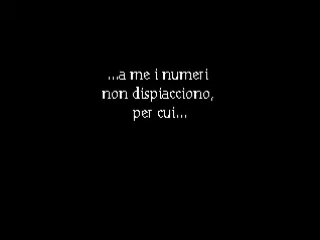 ...a me i numeri
non dispiacciono,
per cui...